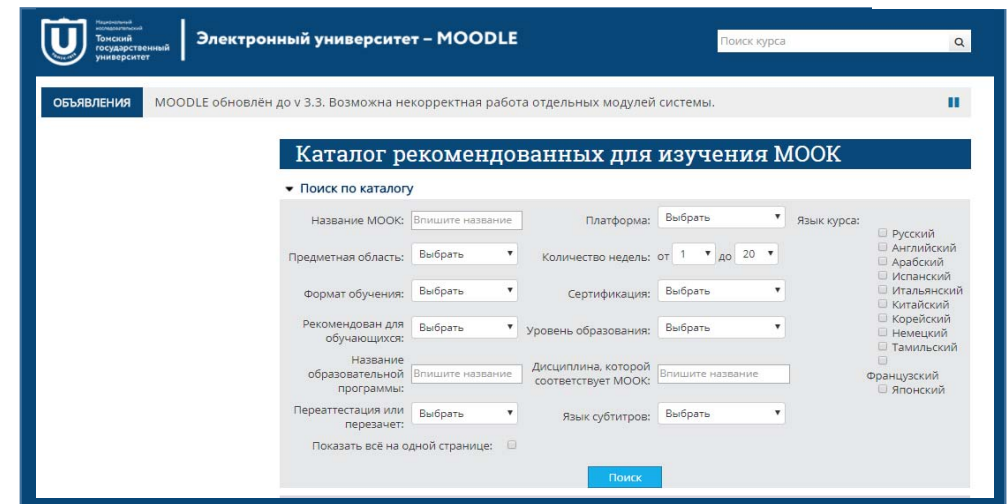 Национальный
исследовательский
Томский
государственный
университет
Электронный университет – MOODLE
Поиск курса
ОБЪЯВЛЕНИЯ
MOODLE обновлён до v 3.3. Возможна некорректная работа отдельных модулей системы.
Каталог рекомендованных для изучения МООК
Поиск по каталогу
Название МООК: Впишите название
Платформа: Выбрать
Язык курса:
Русский
Английский
Арабский
Испанский
Итальянский
Китайский
Корейский
Немецкий
Тамильский
Французский
Японский
Предметная область: Выбрать
Количество недель: от 1 до 20
Формат обучения: Выбрать
Сертификация: Выбрать
Рекомендован для
обучающихся: Выбрать
Уровень образования: Выбрать
Название
образовательной
программы: Впишите название
Дисциплина, которой
соответствует МООК: Впишите название
Переаттестация или
перезачет: Выбрать
Язык субтитров: Выбрать
Показать всё на одной странице:
Поиск